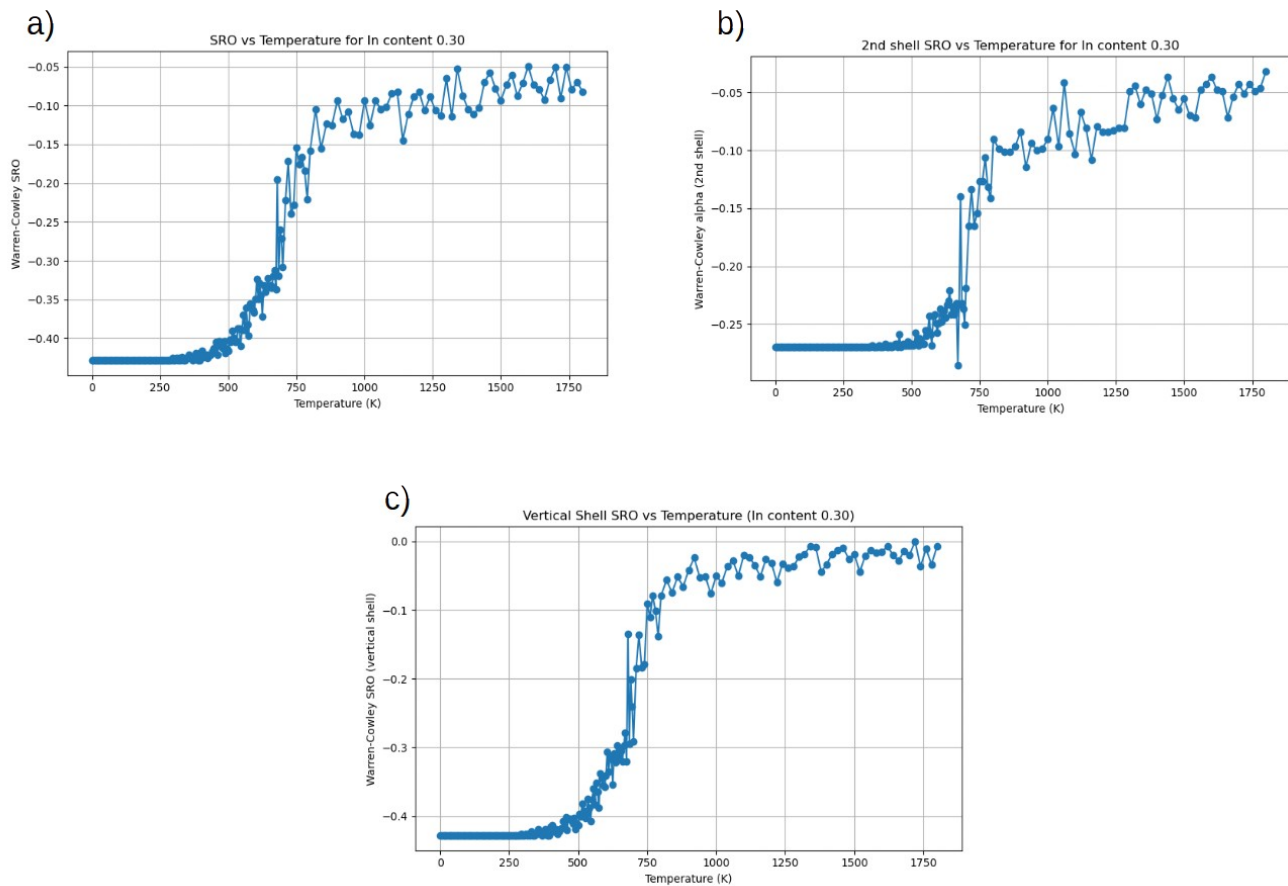 a)
SRO vs Temperature for In content 0.30
Warren-Cowley SRO
−0.05
−0.10
−0.15
−0.20
−0.25
−0.30
−0.35
−0.40
0 250 500 750 1000 1250 1500 1750
Temperature (K)
b)
2nd shell SRO vs Temperature for In content 0.30
Warren-Cowley alpha (2nd shell)
−0.05
−0.10
−0.15
−0.20
−0.25
0 250 500 750 1000 1250 1500 1750
Temperature (K)
c)
Vertical Shell SRO vs Temperature (In content 0.30)
Warren-Cowley SRO (vertical shell)
0.0
−0.1
−0.2
−0.3
−0.4
0 250 500 750 1000 1250 1500 1750
Temperature (K)